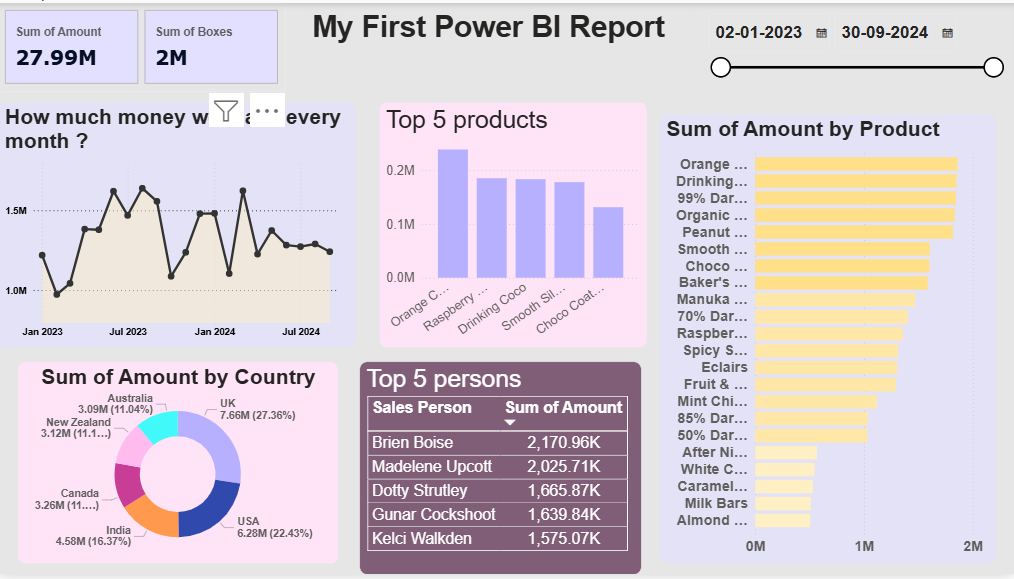 My First Power BI Report
Sum of Amount
27.99M
Sum of Boxes
2M
02-01-2023
30-09-2024
How much money w every
month ?
1.5M
1.0M
Jan 2023
Jul 2023
Jan 2024
Jul 2024
Top 5 products
0.2M
0.1M
0.0M
Orange C...
Raspberry ...
Drinking Coco
Smooth Sil...
Choco Coat...
Sum of Amount by Product
Orange ...
Drinking...
99% Dar...
Organic ...
Peanut ...
Smooth ...
Choco ...
Baker's ...
Manuka ...
70% Dar...
Raspber...
Spicy S...
Eclairs
Fruit & ...
Mint Chi...
85% Dar...
50% Dar...
After Ni...
White C...
Caramel...
Milk Bars
Almond ...
0M
1M
2M
Sum of Amount by Country
Australia
3.09M (11.04%)
UK
7.66M (27.36%)
New Zealand
3.12M (11.1...)
Canada
3.26M (11....)
India
4.58M (16.37%)
USA
6.28M (22.43%)
Top 5 persons
Sales Person Sum of Amount
Brien Boise 2,170.96K
Madelene Upcott 2,025.71K
Dotty Strutley 1,665.87K
Gunar Cockshoot 1,639.84K
Kelci Walkden 1,575.07K